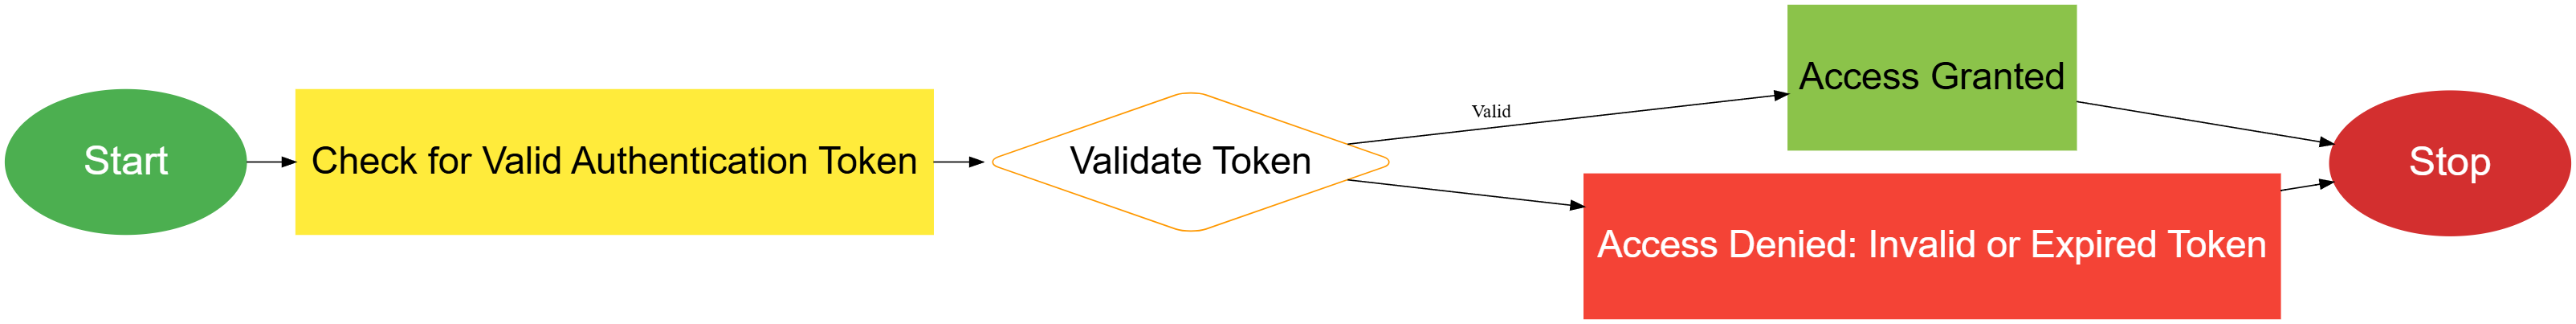 Start
Check for Valid Authentication Token
Validate Token
Valid
Access Granted
Access Denied: Invalid or Expired Token
Stop